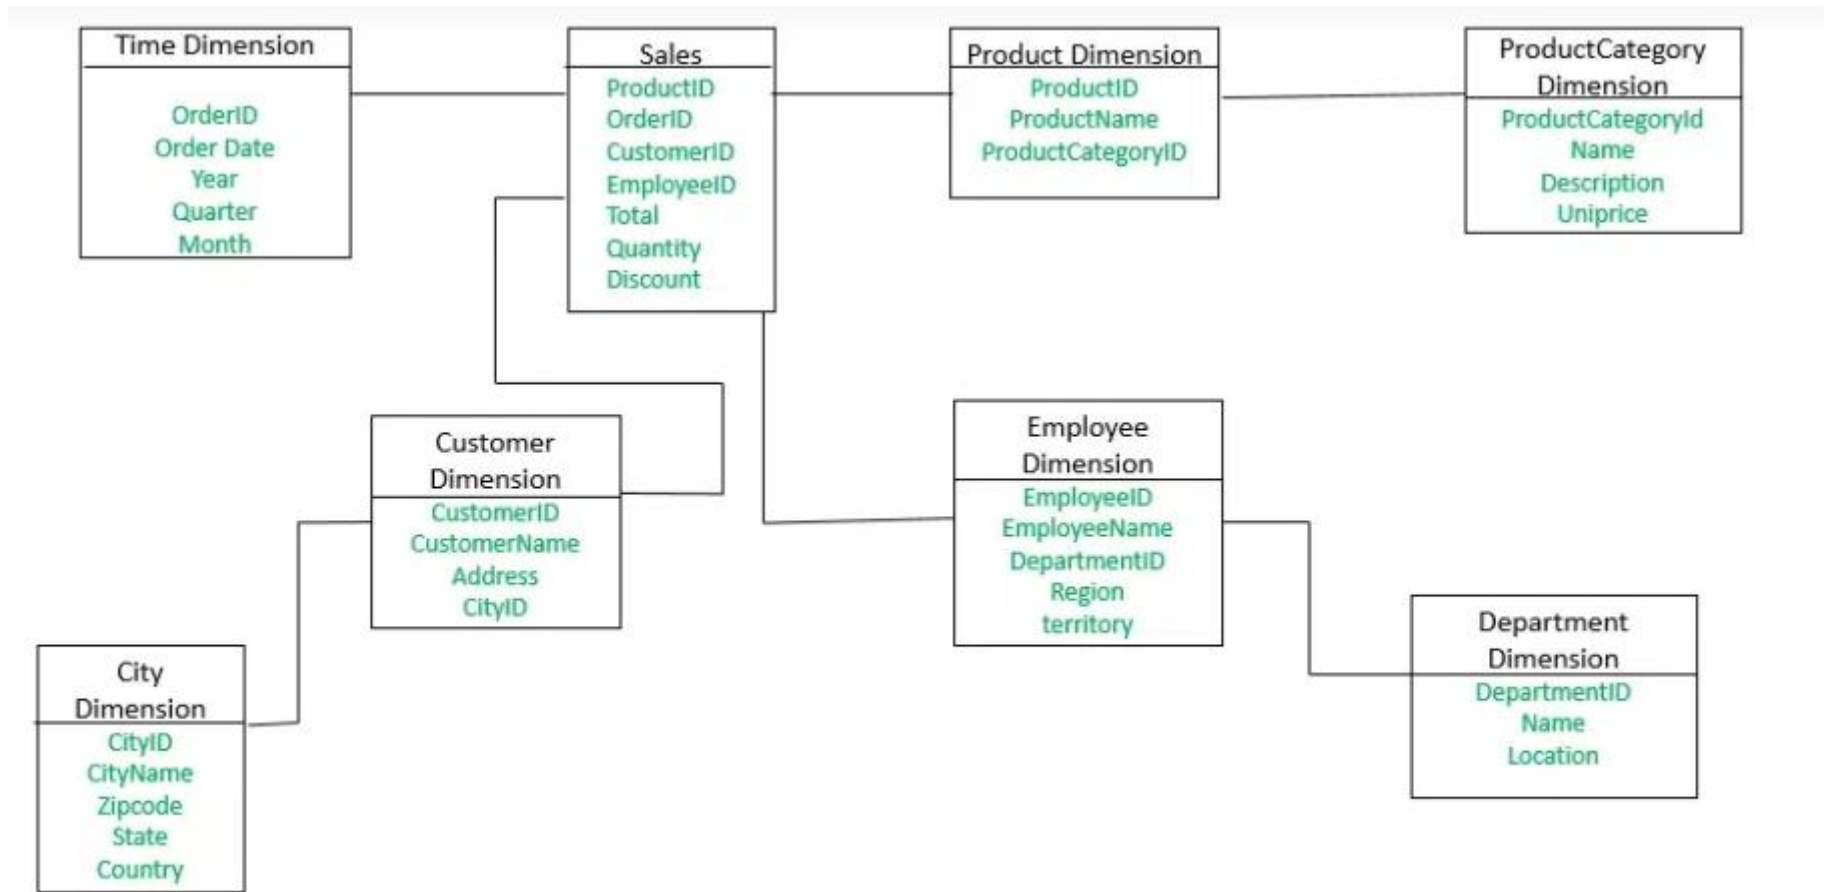 Time Dimension
OrderID
Order Date
Year
Quarter
Month
Sales
ProductID
OrderID
CustomerID
EmployeeID
Total
Quantity
Discount
Product Dimension
ProductID
ProductName
ProductCategoryID
ProductCategory
Dimension
ProductCategoryId
Name
Description
Uniprice
Customer
Dimension
CustomerID
CustomerName
Address
CityID
Employee
Dimension
EmployeeID
EmployeeName
DepartmentID
Region
territory
City
Dimension
CityID
CityName
Zipcode
State
Country
Department
Dimension
DepartmentID
Name
Location